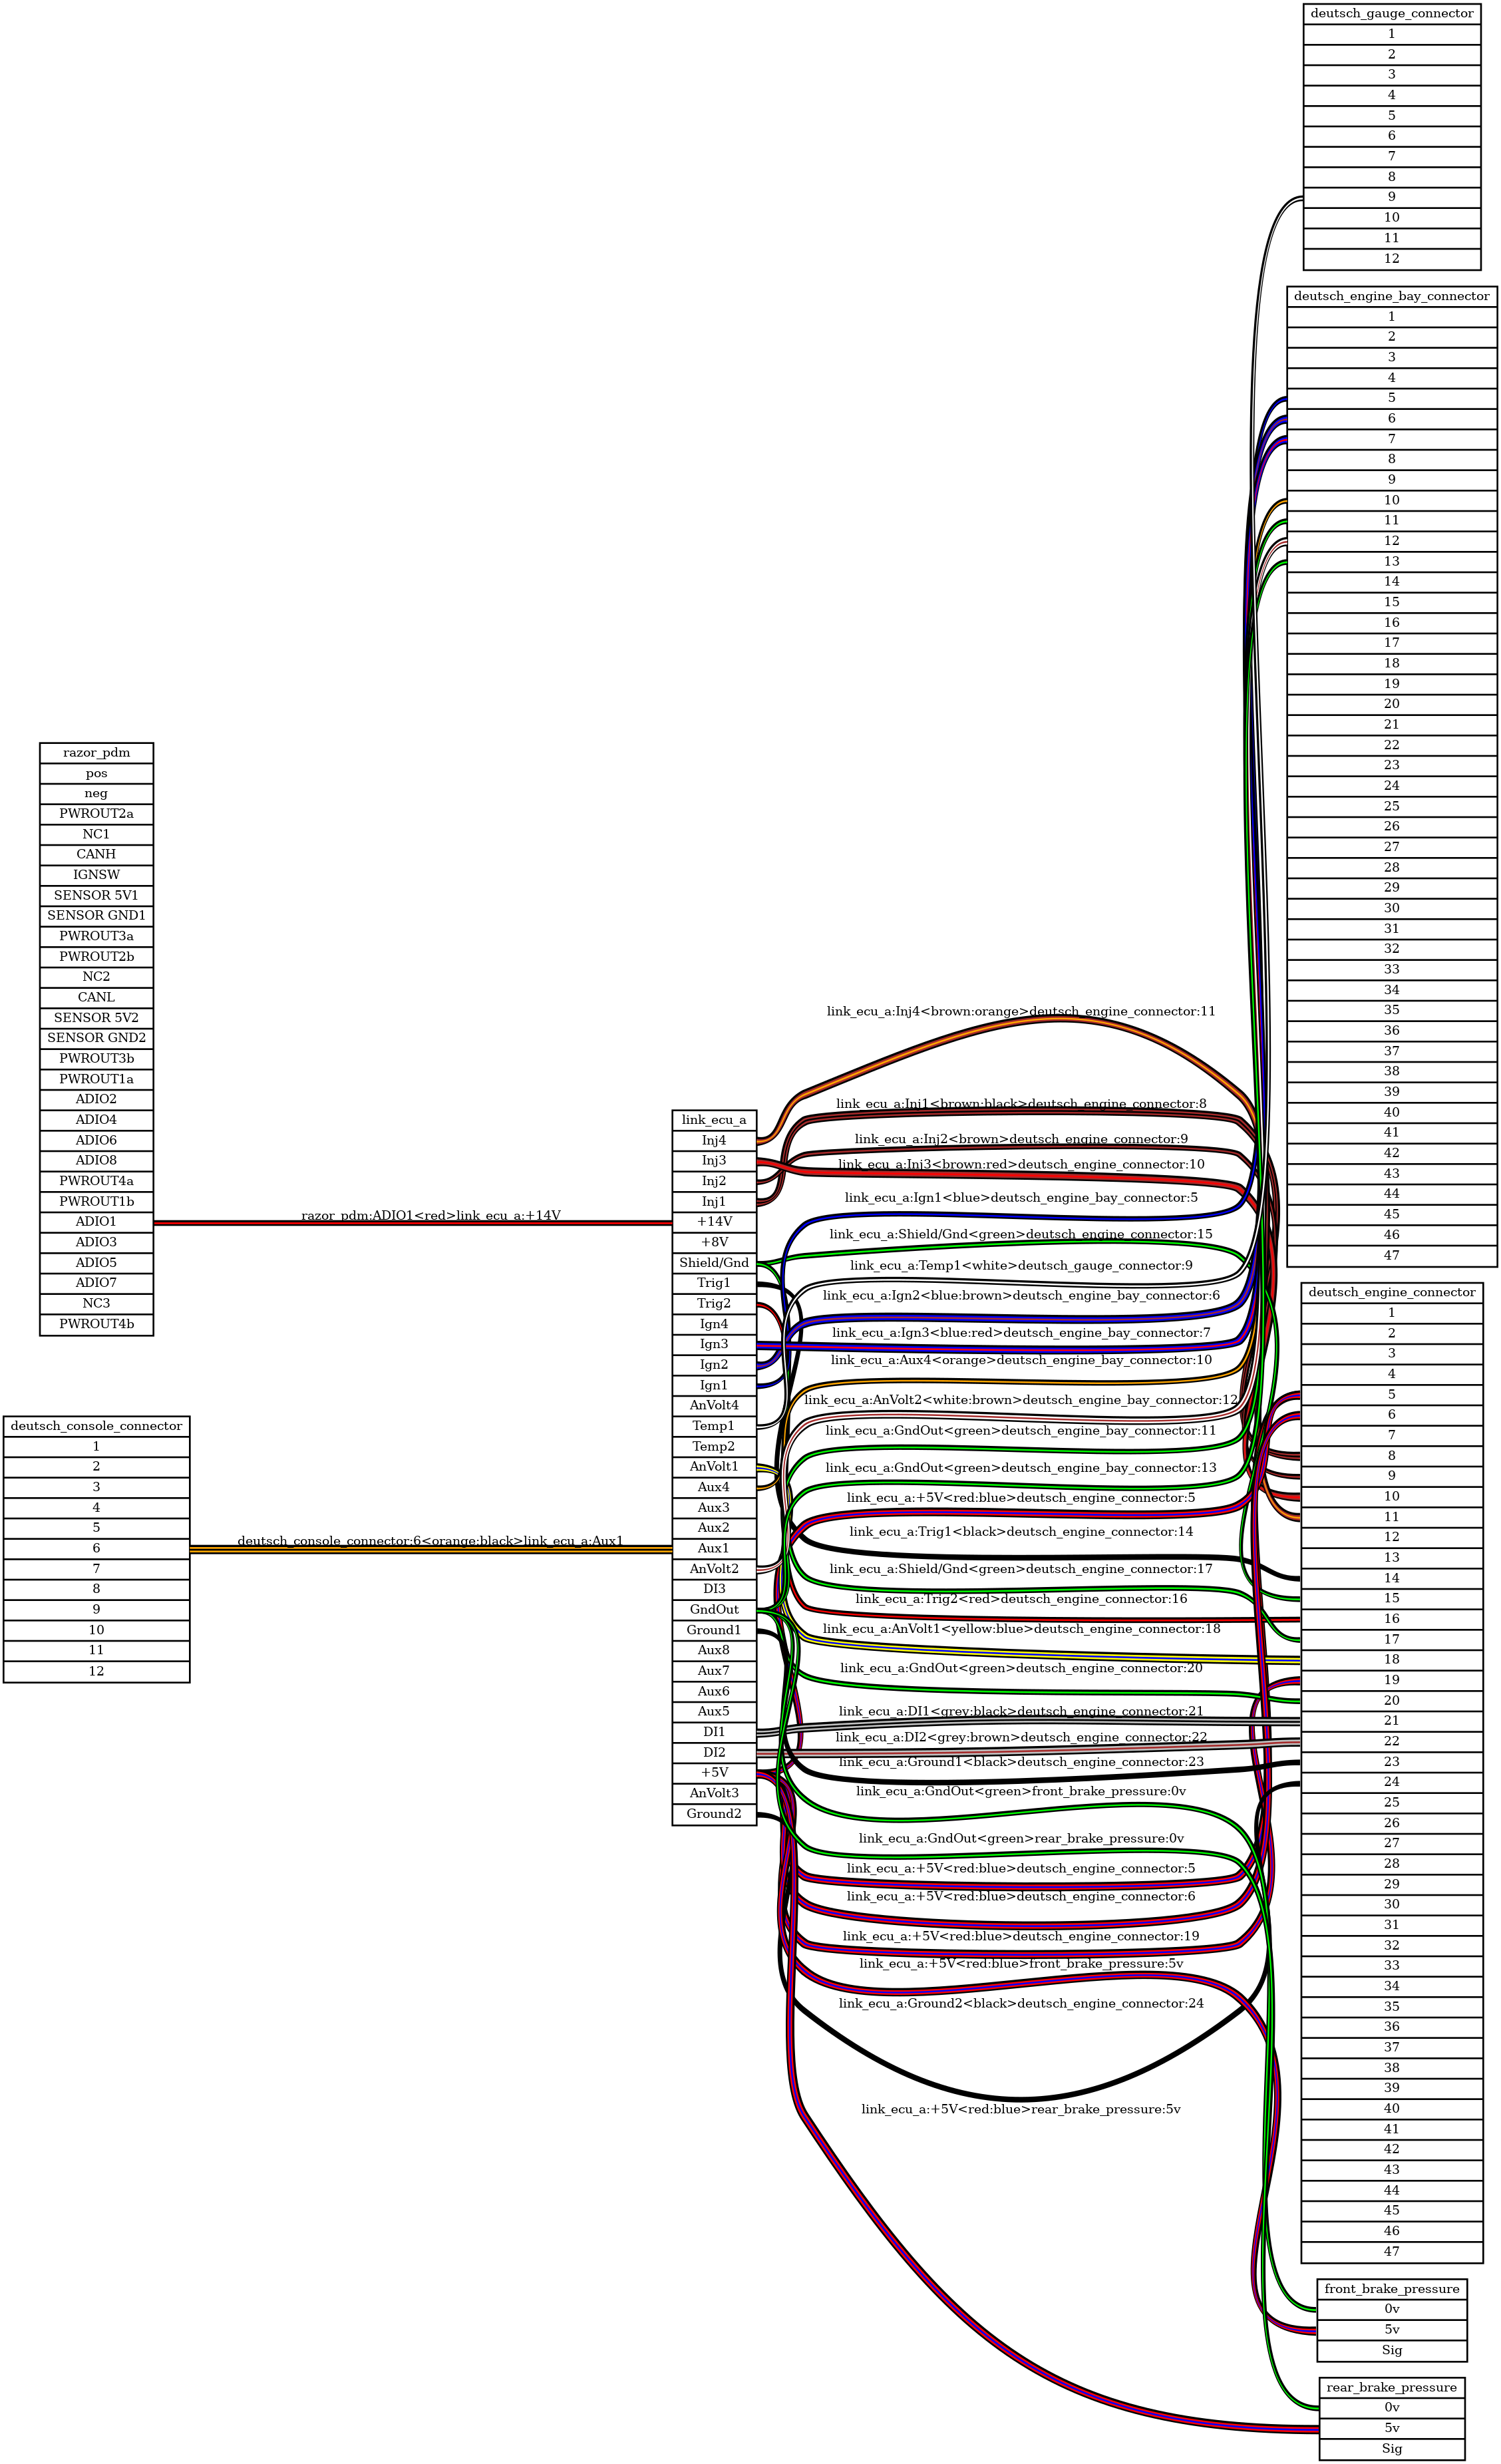 deutsch_gauge_connector
1
2
3
4
5
6
7
8
9
10
11
12
deutsch_engine_bay_connector
1
2
3
4
5
6
7
8
9
10
11
12
13
14
15
16
17
18
19
20
21
22
23
24
25
26
27
28
29
30
31
32
33
34
35
36
37
38
39
40
41
42
43
44
45
46
47
razor_pdm
pos
neg
PWROUT2a
NC1
CANH
IGNSW
SENSOR 5V1
SENSOR GND1
PWROUT3a
PWROUT2b
NC2
CANL
SENSOR 5V2
SENSOR GND2
PWROUT3b
PWROUT1a
ADIO2
ADIO4
ADIO6
ADIO8
PWROUT4a
PWROUT1b
ADIO1
ADIO3
ADIO5
ADIO7
NC3
PWROUT4b
razor_pdm:ADIO1<red>link_ecu_a:+14V
deutsch_console_connector
1
2
3
4
5
6
7
8
9
10
11
12
deutsch_console_connector:6<orange:black>link_ecu_a:Aux1
link_ecu_a
Inj4
Inj3
Inj2
Inj1
+14V
+8V
Shield/Gnd
Trig1
Trig2
Ign4
Ign3
Ign2
Ign1
AnVolt4
Temp1
Temp2
AnVolt1
Aux4
Aux3
Aux2
Aux1
AnVolt2
DI3
GndOut
Ground1
Aux8
Aux7
Aux6
Aux5
DI1
DI2
+5V
AnVolt3
Ground2
link_ecu_a:Inj4<brown:orange>deutsch_engine_connector:11
link_ecu_a:Inj1<brown:black>deutsch_engine_connector:8
link_ecu_a:Inj2<brown>deutsch_engine_connector:9
link_ecu_a:Inj3<brown:red>deutsch_engine_connector:10
link_ecu_a:Ign1<blue>deutsch_engine_bay_connector:5
link_ecu_a:Shield/Gnd<green>deutsch_engine_connector:15
link_ecu_a:Temp1<white>deutsch_gauge_connector:9
link_ecu_a:Ign2<blue:brown>deutsch_engine_bay_connector:6
link_ecu_a:Ign3<blue:red>deutsch_engine_bay_connector:7
link_ecu_a:Aux4<orange>deutsch_engine_bay_connector:10
link_ecu_a:AnVolt2<white:brown>deutsch_engine_bay_connector:12
link_ecu_a:GndOut<green>deutsch_engine_bay_connector:11
link_ecu_a:GndOut<green>deutsch_engine_bay_connector:13
link_ecu_a:+5V<red:blue>deutsch_engine_connector:5
link_ecu_a:Trig1<black>deutsch_engine_connector:14
link_ecu_a:Shield/Gnd<green>deutsch_engine_connector:17
link_ecu_a:Trig2<red>deutsch_engine_connector:16
link_ecu_a:AnVolt1<yellow:blue>deutsch_engine_connector:18
link_ecu_a:GndOut<green>deutsch_engine_connector:20
link_ecu_a:DI1<grey:black>deutsch_engine_connector:21
link_ecu_a:DI2<grey:brown>deutsch_engine_connector:22
link_ecu_a:Ground1<black>deutsch_engine_connector:23
link_ecu_a:GndOut<green>front_brake_pressure:0v
link_ecu_a:GndOut<green>rear_brake_pressure:0v
link_ecu_a:+5V<red:blue>deutsch_engine_connector:5
link_ecu_a:+5V<red:blue>deutsch_engine_connector:6
link_ecu_a:+5V<red:blue>deutsch_engine_connector:19
link_ecu_a:+5V<red:blue>front_brake_pressure:5v
link_ecu_a:Ground2<black>deutsch_engine_connector:24
link_ecu_a:+5V<red:blue>rear_brake_pressure:5v
deutsch_engine_connector
1
2
3
4
5
6
7
8
9
10
11
12
13
14
15
16
17
18
19
20
21
22
23
24
25
26
27
28
29
30
31
32
33
34
35
36
37
38
39
40
41
42
43
44
45
46
47
front_brake_pressure
0v
5v
Sig
rear_brake_pressure
0v
5v
Sig